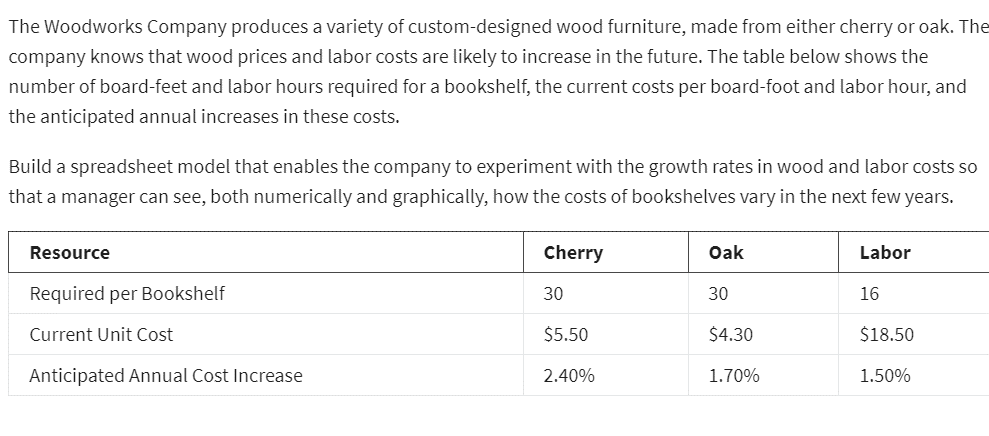 The Woodworks Company produces a variety of custom-designed wood furniture, made from either cherry or oak. The
company knows that wood prices and labor costs are likely to increase in the future. The table below shows the
number of board-feet and labor hours required for a bookshelf, the current costs per board-foot and labor hour, and
the anticipated annual increases in these costs.
Build a spreadsheet model that enables the company to experiment with the growth rates in wood and labor costs so
that a manager can see, both numerically and graphically, how the costs of bookshelves vary in the next few years.
Resource Cherry Oak Labor
Required per Bookshelf 30 30 16
Current Unit Cost $5.50 $4.30 $18.50
Anticipated Annual Cost Increase 2.40% 1.70% 1.50%